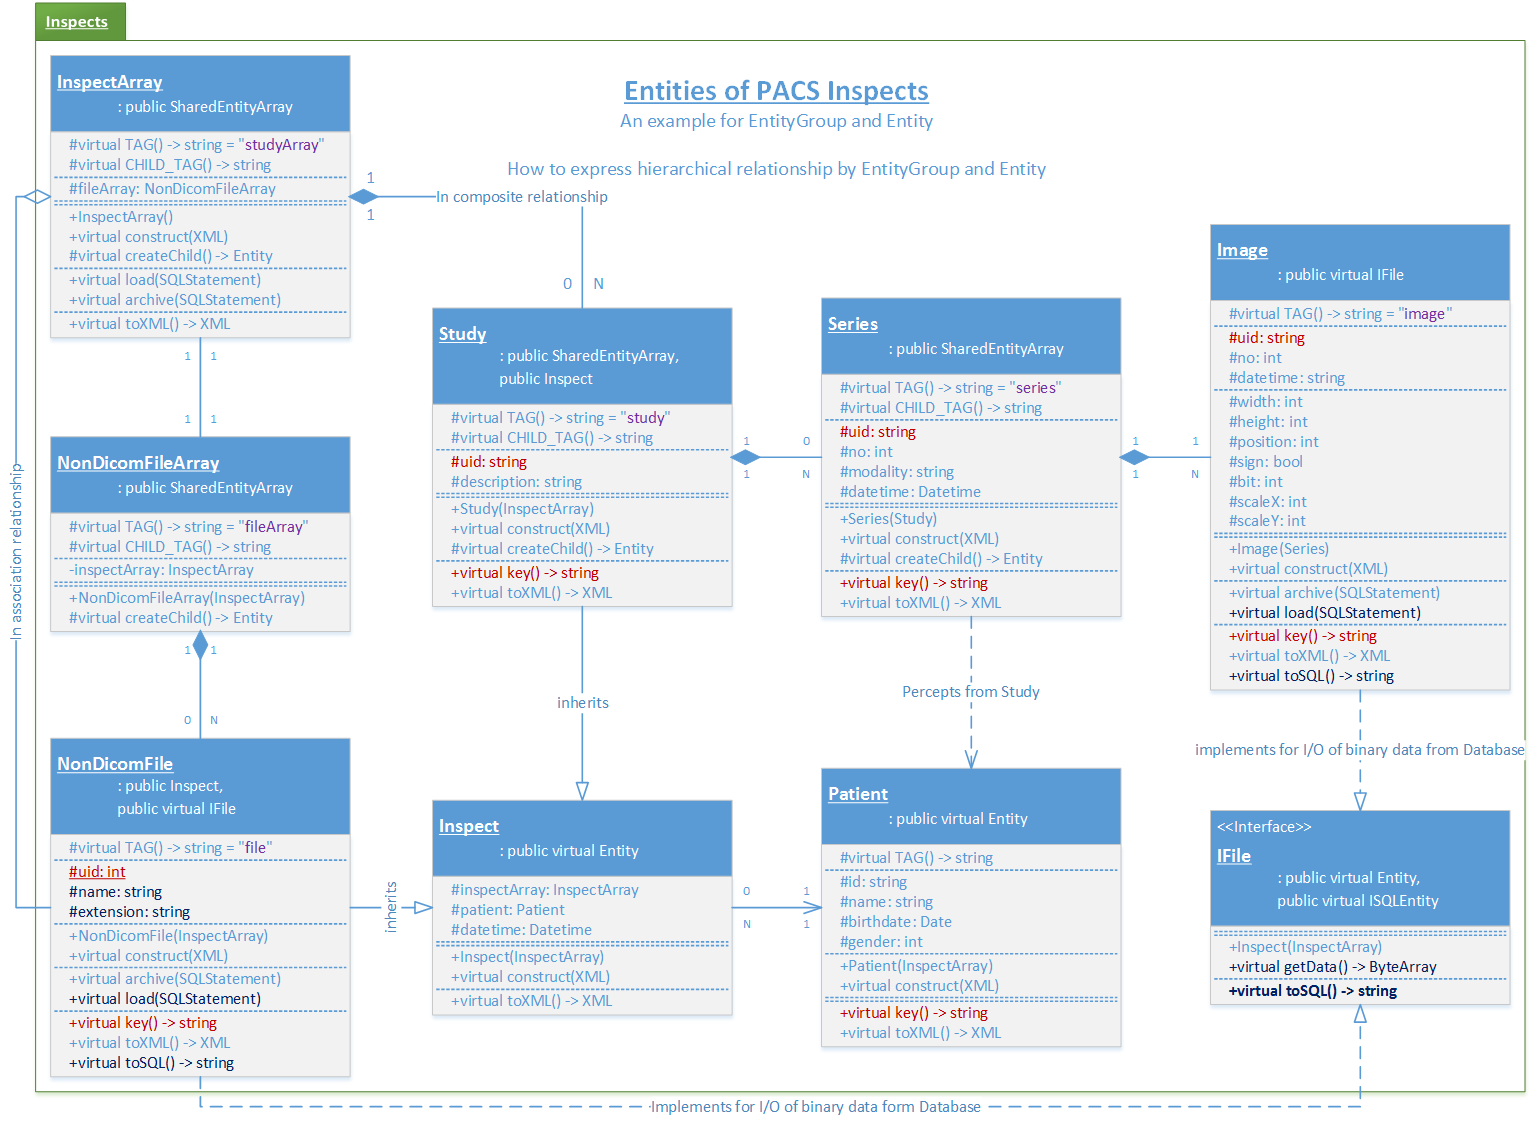 Inspects
Entities of PACS Inspects
An example for EntityGroup and Entity
How to express hierarchical relationship by EntityGroup and Entity
InspectArray
: public SharedEntityArray
#virtual TAG() -> string = "studyArray"
#virtual CHILD_TAG() -> string
#fileArray: NonDicomFileArray
+InspectArray()
+virtual construct(XML)
#virtual createChild() -> Entity
+virtual load(SQLStatement)
+virtual archive(SQLStatement)
+virtual toXML() -> XML
1
1
In composite relationship
0 N
1 1
1 1
In association relationship
NonDicomFileArray
: public SharedEntityArray
#virtual TAG() -> string = "fileArray"
#virtual CHILD_TAG() -> string
-inspectArray: InspectArray
+NonDicomFileArray(InspectArray)
#virtual createChild() -> Entity
1 1
0 N
NonDicomFile
: public Inspect,
public virtual IFile
#virtual TAG() -> string = "file"
#uid: int
#name: string
#extension: string
+NonDicomFile(InspectArray)
+virtual construct(XML)
+virtual archive(SQLStatement)
+virtual load(SQLStatement)
+virtual key() -> string
+virtual toXML() -> XML
+virtual toSQL() -> string
inherits
Study
: public SharedEntityArray,
public Inspect
#virtual TAG() -> string = "study"
#virtual CHILD_TAG() -> string
#uid: string
#description: string
+Study(InspectArray)
+virtual construct(XML)
#virtual createChild() -> Entity
+virtual key() -> string
+virtual toXML() -> XML
1 0
1 N
inherits
Inspect
: public virtual Entity
#inspectArray: InspectArray
#patient: Patient
#datetime: Datetime
+Inspect(InspectArray)
+virtual construct(XML)
+virtual toXML() -> XML
0 1
N 1
Series
: public SharedEntityArray
#virtual TAG() -> string = "series"
#virtual CHILD_TAG() -> string
#uid: string
#no: int
#modality: string
#datetime: Datetime
+Series(Study)
+virtual construct(XML)
#virtual createChild() -> Entity
+virtual key() -> string
+virtual toXML() -> XML
1 1
1 N
Percepts from Study
Patient
: public virtual Entity
#virtual TAG() -> string
#id: string
#name: string
#birthdate: Date
#gender: int
+Patient(InspectArray)
+virtual construct(XML)
+virtual key() -> string
+virtual toXML() -> XML
Image
: public virtual IFile
#virtual TAG() -> string = "image"
#uid: string
#no: int
#datetime: string
#width: int
#height: int
#position: int
#sign: bool
#bit: int
#scaleX: int
#scaleY: int
+Image(Series)
+virtual construct(XML)
+virtual archive(SQLStatement)
+virtual load(SQLStatement)
+virtual key() -> string
+virtual toXML() -> XML
+virtual toSQL() -> string
implements for I/O of binary data from Database
<<Interface>>
IFile
: public virtual Entity,
public virtual ISQLEntity
+Inspect(InspectArray)
+virtual getData() -> ByteArray
+virtual toSQL() -> string
Implements for I/O of binary data form Database